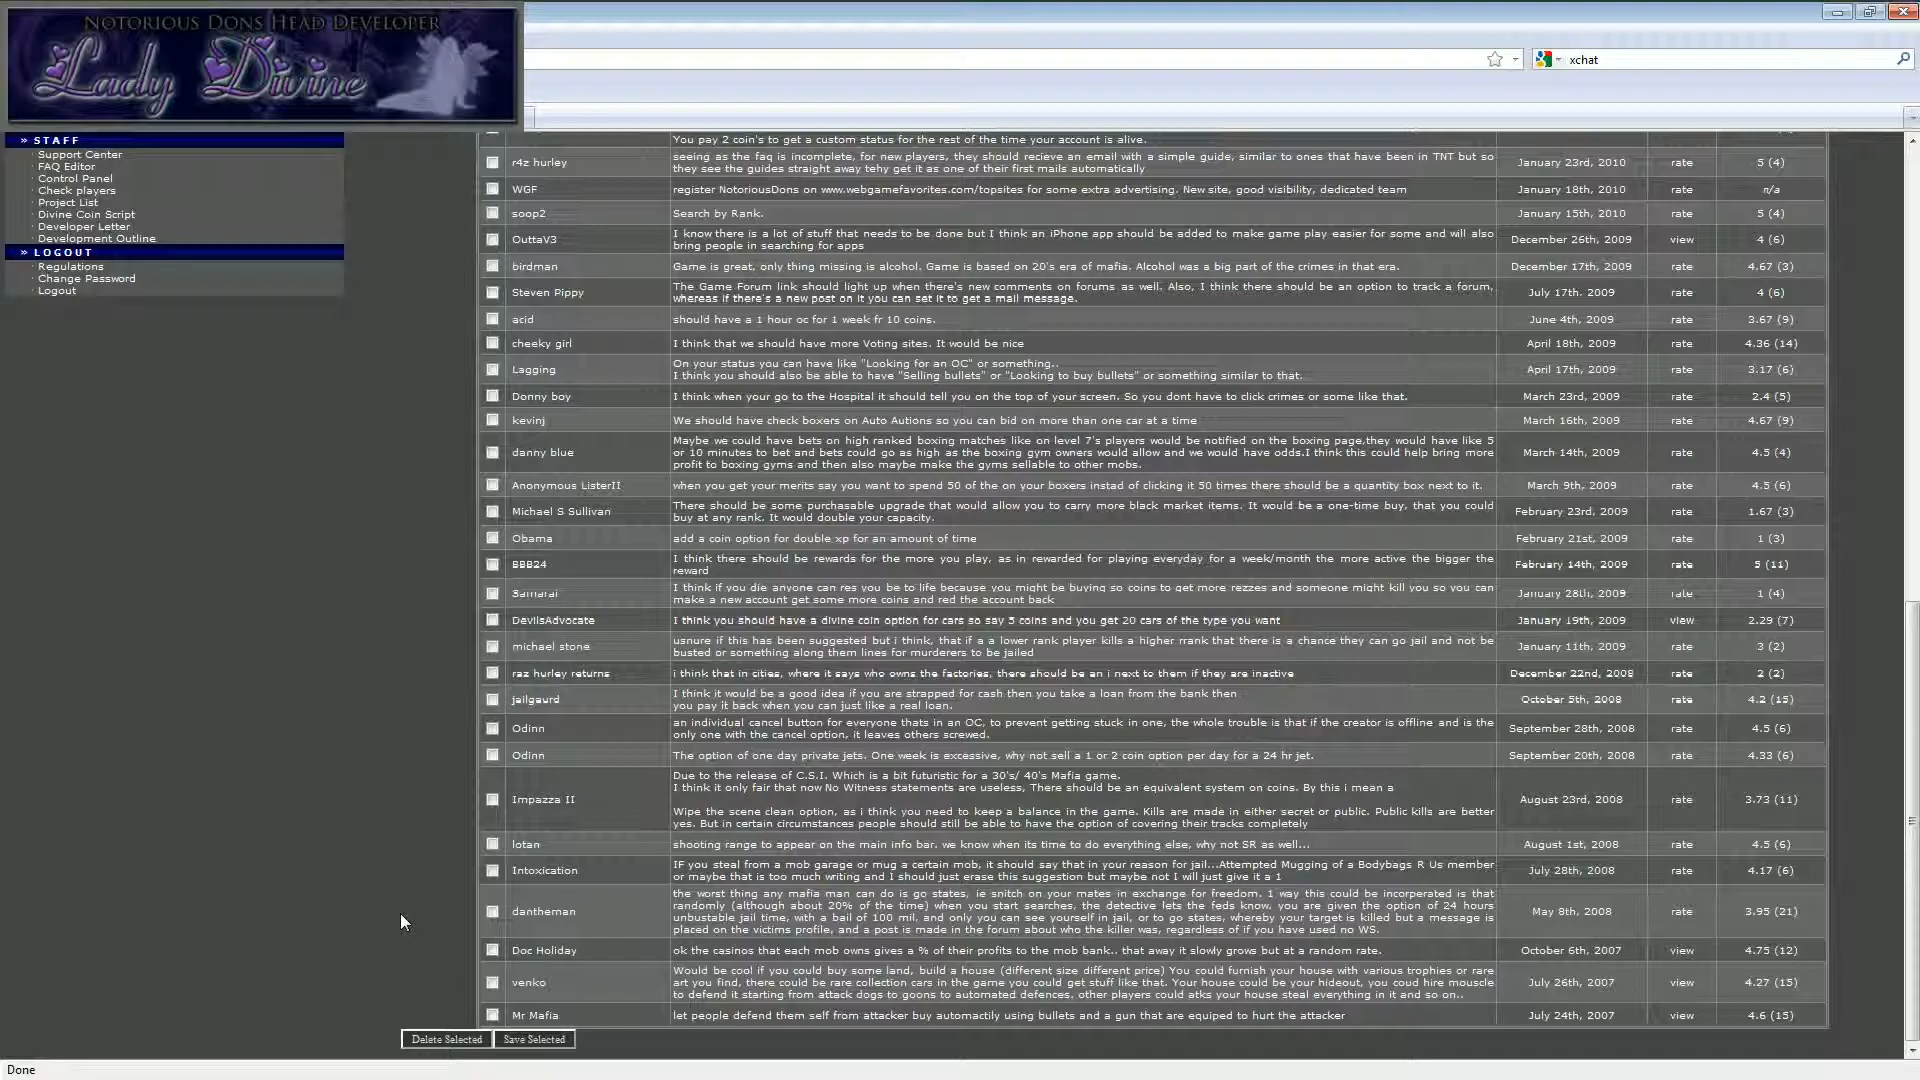 NOTORIOUS DONS HEAD DEVELOPER
Lady Divine
xchat
» STAFF
· Support Center
· FAQ Editor
· Control Panel
· Check players
· Project List
· Divine Coin Script
· Developer Letter
· Development Outline
» LOGOUT
· Regulations
· Change Password
· Logout
You pay 2 coin's to get a custom status for the rest of the time your account is alive.
r4z hurley
seeing as the faq is incomplete, for new players, they should recieve an email with a simple guide, similar to ones that have been in TNT but so
they see the guides straight away tehy get it as one of their first mails automatically
January 23rd, 2010 rate 5 (4)
WGF register NotoriousDons on www.webgamefavorites.com/topsites for some extra advertising. New site, good visibility, dedicated team January 18th, 2010 rate n/a
soop2 Search by Rank. January 15th, 2010 rate 5 (4)
OuttaV3
I know there is a lot of stuff that needs to be done but I think an iPhone app should be added to make game play easier for some and will also
bring people in searching for apps
December 26th, 2009 view 4 (6)
birdman Game is great, only thing missing is alcohol. Game is based on 20's era of mafia. Alcohol was a big part of the crimes in that era. December 17th, 2009 rate 4.67 (3)
Steven Pippy
The Game Forum link should light up when there's new comments on forums as well. Also, I think there should be an option to track a forum,
whereas if there's a new post on it you can set it to get a mail message.
July 17th, 2009 rate 4 (6)
acid should have a 1 hour oc for 1 week fr 10 coins. June 4th, 2009 rate 3.67 (9)
cheeky girl I think that we should have more Voting sites. It would be nice April 18th, 2009 rate 4.36 (14)
Lagging
On your status you can have like "Looking for an OC" or something..
I think you should also be able to have "Selling bullets" or "Looking to buy bullets" or something similar to that.
April 17th, 2009 rate 3.17 (6)
Donny boy I think when your go to the Hospital it should tell you on the top of your screen. So you dont have to click crimes or some like that. March 23rd, 2009 rate 2.4 (5)
kevinj We should have check boxers on Auto Autions so you can bid on more than one car at a time March 16th, 2009 rate 4.67 (9)
danny blue
Maybe we could have bets on high ranked boxing matches like on level 7's players would be notified on the boxing page,they would have like 5
or 10 minutes to bet and bets could go as high as the boxing gym owners would allow and we would have odds.I think this could help bring more
profit to boxing gyms and then also maybe make the gyms sellable to other mobs.
March 14th, 2009 rate 4.5 (4)
Anonymous ListerII when you get your merits say you want to spend 50 of the on your boxers instad of clicking it 50 times there should be a quantity box next to it. March 9th, 2009 rate 4.5 (6)
Michael S Sullivan
There should be some purchasable upgrade that would allow you to carry more black market items. It would be a one-time buy, that you could
buy at any rank. It would double your capacity.
February 23rd, 2009 rate 1.67 (3)
Obama add a coin option for double xp for an amount of time February 21st, 2009 rate 1 (3)
BBB24
I think there should be rewards for the more you play, as in rewarded for playing everyday for a week/month the more active the bigger the
reward
February 14th, 2009 rate 5 (11)
Samarai
I think if you die anyone can res you be to life because you might be buying so coins to get more rezzes and someone might kill you so you can
make a new account get some more coins and red the account back
January 28th, 2009 rate 1 (4)
DevilsAdvocate I think you should have a divine coin option for cars so say 5 coins and you get 20 cars of the type you want January 19th, 2009 view 2.29 (7)
michael stone
usnure if this has been suggested but i think, that if a a lower rank player kills a higher rrank that there is a chance they can go jail and not be
busted or something along them lines for murderers to be jailed
January 11th, 2009 rate 3 (2)
raz hurley returns i think that in cities, where it says who owns the factories, there should be an i next to them if they are inactive December 22nd, 2008 rate 2 (2)
jailgaurd
I think it would be a good idea if you are strapped for cash then you take a loan from the bank then
you pay it back when you can just like a real loan.
October 5th, 2008 rate 4.2 (15)
Odinn
an individual cancel button for everyone thats in an OC, to prevent getting stuck in one, the whole trouble is that if the creator is offline and is the
only one with the cancel option, it leaves others screwed.
September 28th, 2008 rate 4.5 (6)
Odinn The option of one day private jets. One week is excessive, why not sell a 1 or 2 coin option per day for a 24 hr jet. September 20th, 2008 rate 4.33 (6)
Impazza II
Due to the release of C.S.I. Which is a bit futuristic for a 30's/ 40's Mafia game.
I think it only fair that now No Witness statements are useless, There should be an equivalent system on coins. By this i mean a
Wipe the scene clean option, as i think you need to keep a balance in the game. Kills are made in either secret or public. Public kills are better
yes. But in certain circumstances people should still be able to have the option of covering their tracks completely
August 23rd, 2008 rate 3.73 (11)
lotan shooting range to appear on the main info bar. we know when its time to do everything else, why not SR as well... August 1st, 2008 rate 4.5 (6)
Intoxication
IF you steal from a mob garage or mug a certain mob, it should say that in your reason for jail...Attempted Mugging of a Bodybags R Us member
or maybe that is too much writing and I should just erase this suggestion but maybe not I will just give it a 1
July 28th, 2008 rate 4.17 (6)
dantheman
the worst thing any mafia man can do is go states, ie snitch on your mates in exchange for freedom. 1 way this could be incorperated is that
randomly (although about 20% of the time) when you start searches, the detective lets the feds know. you are given the option of 24 hours
unbustable jail time, with a bail of 100 mil, and only you can see yourself in jail, or to go states, whereby your target is killed but a message is
placed on the victims profile, and a post is made in the forum about who the killer was, regardless of if you have used no WS.
May 8th, 2008 rate 3.95 (21)
Doc Holiday ok the casinos that each mob owns gives a % of their profits to the mob bank.. that away it slowly grows but at a random rate. October 6th, 2007 view 4.75 (12)
venko
Would be cool if you could buy some land, build a house (different size different price) You could furnish your house with various trophies or rare
art you find, there could be rare collection cars in the game you could get stuff like that. Your house could be your hideout, you coud hire mouscle
to defend it starting from attack dogs to goons to automated defences. other players could atks your house steal everything in it and so on..
July 26th, 2007 view 4.27 (15)
Mr Mafia let people defend them self from attacker buy automactily using bullets and a gun that are equiped to hurt the attacker July 24th, 2007 view 4.6 (15)
Delete Selected Save Selected
Done